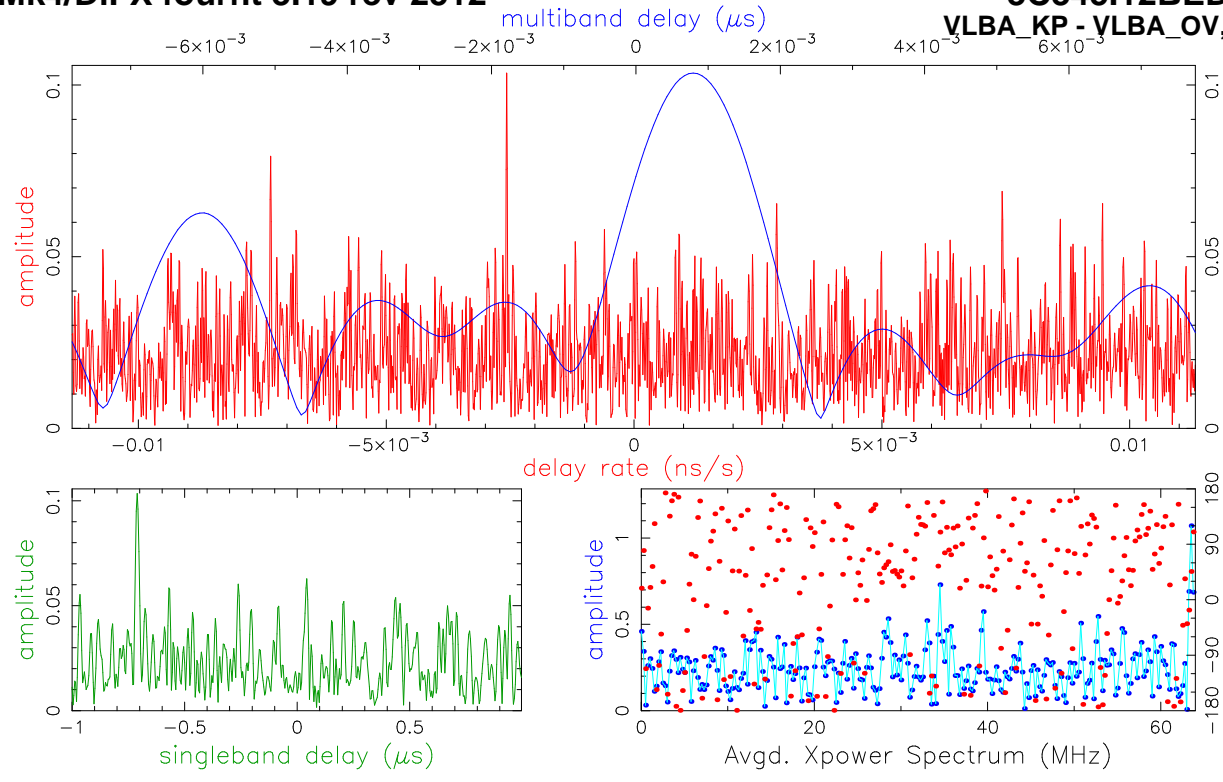 multiband delay (μs)
VLBA_KP - VLBA_OV,
−6×10⁻³ −4×10⁻³ −2×10⁻³ 0 2×10⁻³ 4×10⁻³ 6×10⁻³
amplitude
0.1 0.1
0.05 0.05
0 0
−0.01 −5×10⁻³ 0 5×10⁻³ 0.01
delay rate (ns/s)
amplitude
0.1
0.05
0
−1 −0.5 0 0.5
singleband delay (μs)
amplitude
1
0.5
0
180
90
0
−90
−180
0 20 40 60
Avgd. Xpower Spectrum (MHz)